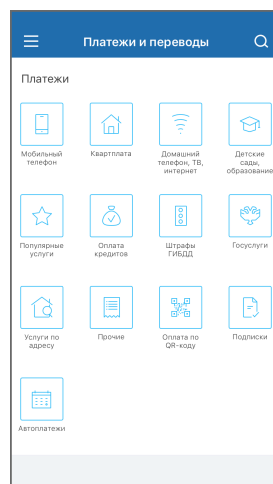 Платежи и переводы
Платежи
Мобильный
телефон
Квартплата
Домашний
телефон, ТВ,
интернет
Детские
сады,
образование
Популярные
услуги
Оплата
кредитов
Штрафы
ГИБДД
Госуслуги
Услуги по
адресу
Прочие
Оплата по
QR-коду
Подписки
Автоплатежи